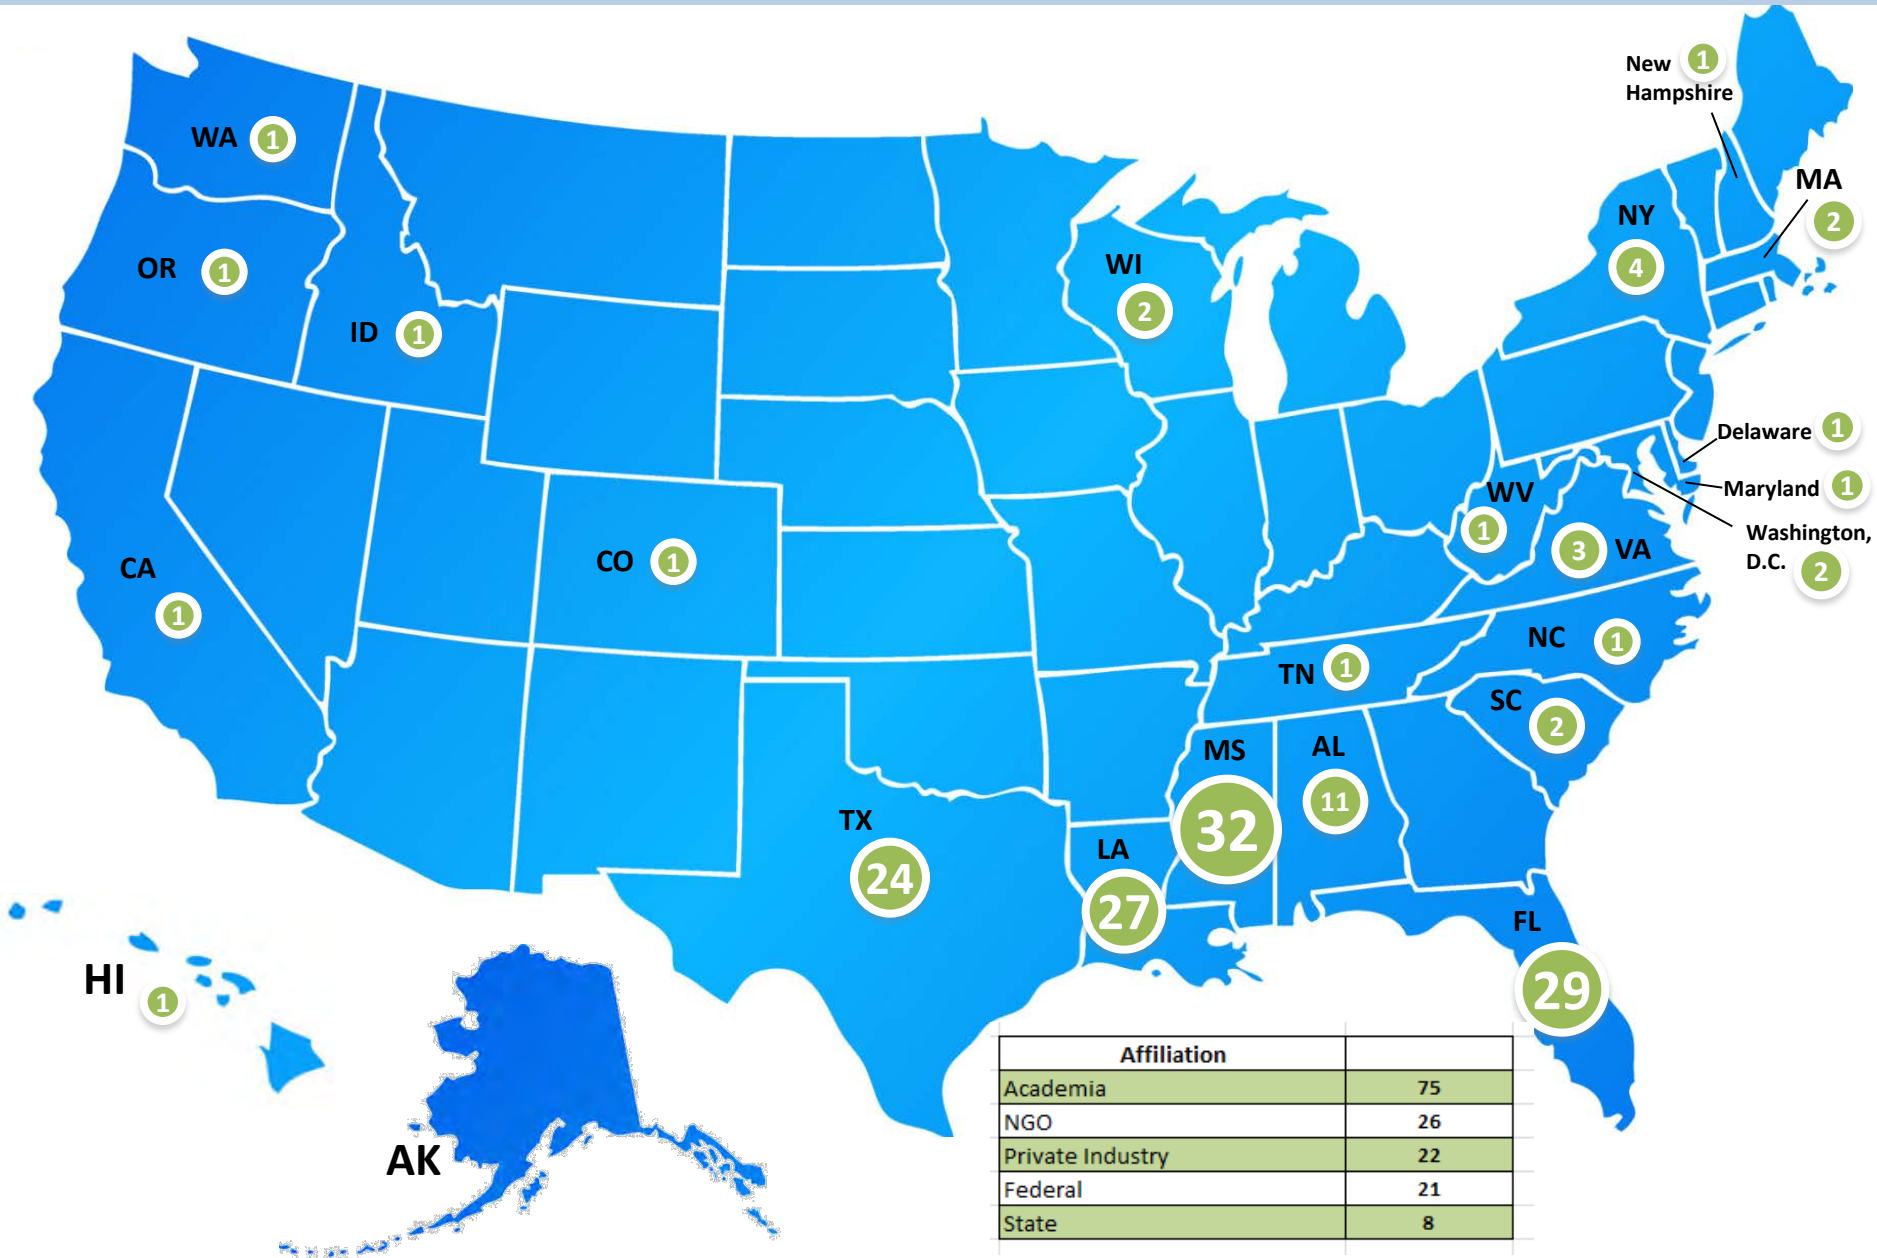 New 1
Hampshire
WA 1
MA
2
NY
4
OR 1
WI
2
ID 1
Delaware 1
Maryland 1
WV
1
Washington,
D.C. 2
3 VA
CO 1
CA
1
NC 1
TN 1
SC
2
MS
32
AL
11
TX
24
LA
27
FL
29
HI 1
AK
Affiliation
Academia 75
NGO 26
Private Industry 22
Federal 21
State 8